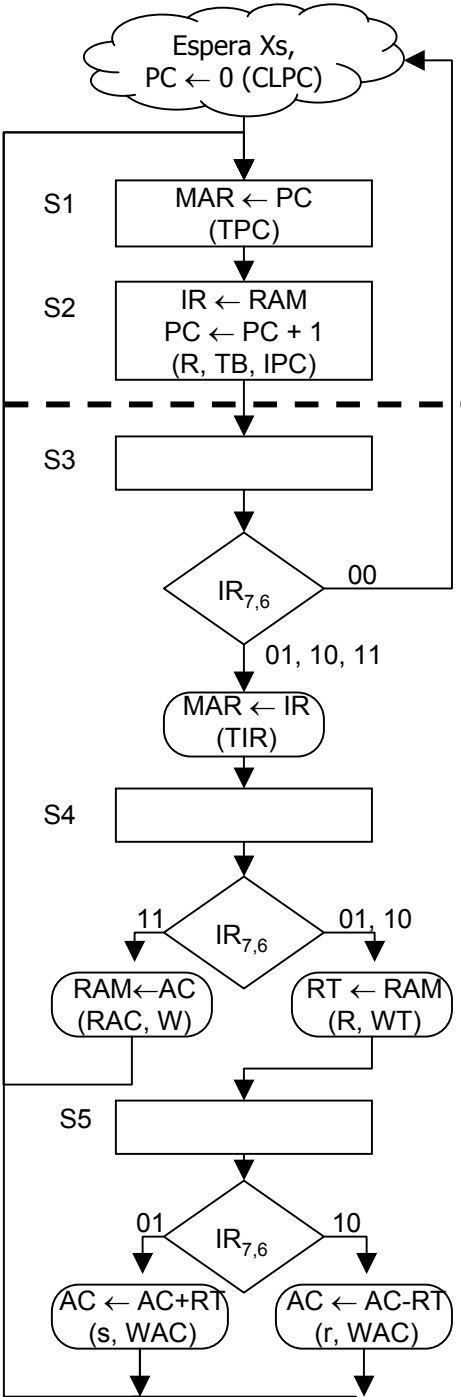 Espera Xs,
PC ← 0 (CLPC)
S1
MAR ← PC
(TPC)
S2
IR ← RAM
PC ← PC + 1
(R, TB, IPC)
S3
IR7,6
00
01, 10, 11
MAR ← IR
(TIR)
S4
11
IR7,6
01, 10
RAM←AC
(RAC, W)
RT ← RAM
(R, WT)
S5
01
IR7,6
10
AC ← AC+RT
(s, WAC)
AC ← AC-RT
(r, WAC)